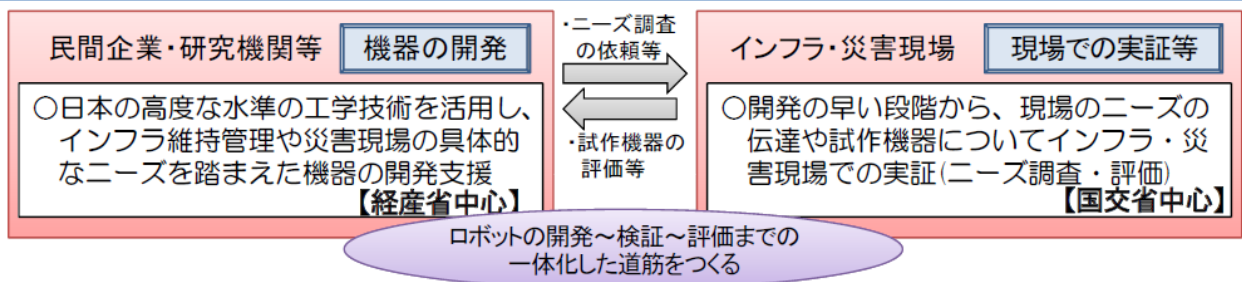 民間企業・研究機関等
機器の開発
○日本の高度な水準の工学技術を活用し、
インフラ維持管理や災害現場の具体的
なニーズを踏まえた機器の開発支援
【経産省中心】
・ニーズ調査
の依頼等
・試作機器の
評価等
インフラ・災害現場
現場での実証等
○開発の早い段階から、現場のニーズの
伝達や試作機器についてインフラ・災
害現場での実証(ニーズ調査・評価)
【国交省中心】
ロボットの開発～検証～評価までの
一体化した道筋をつくる